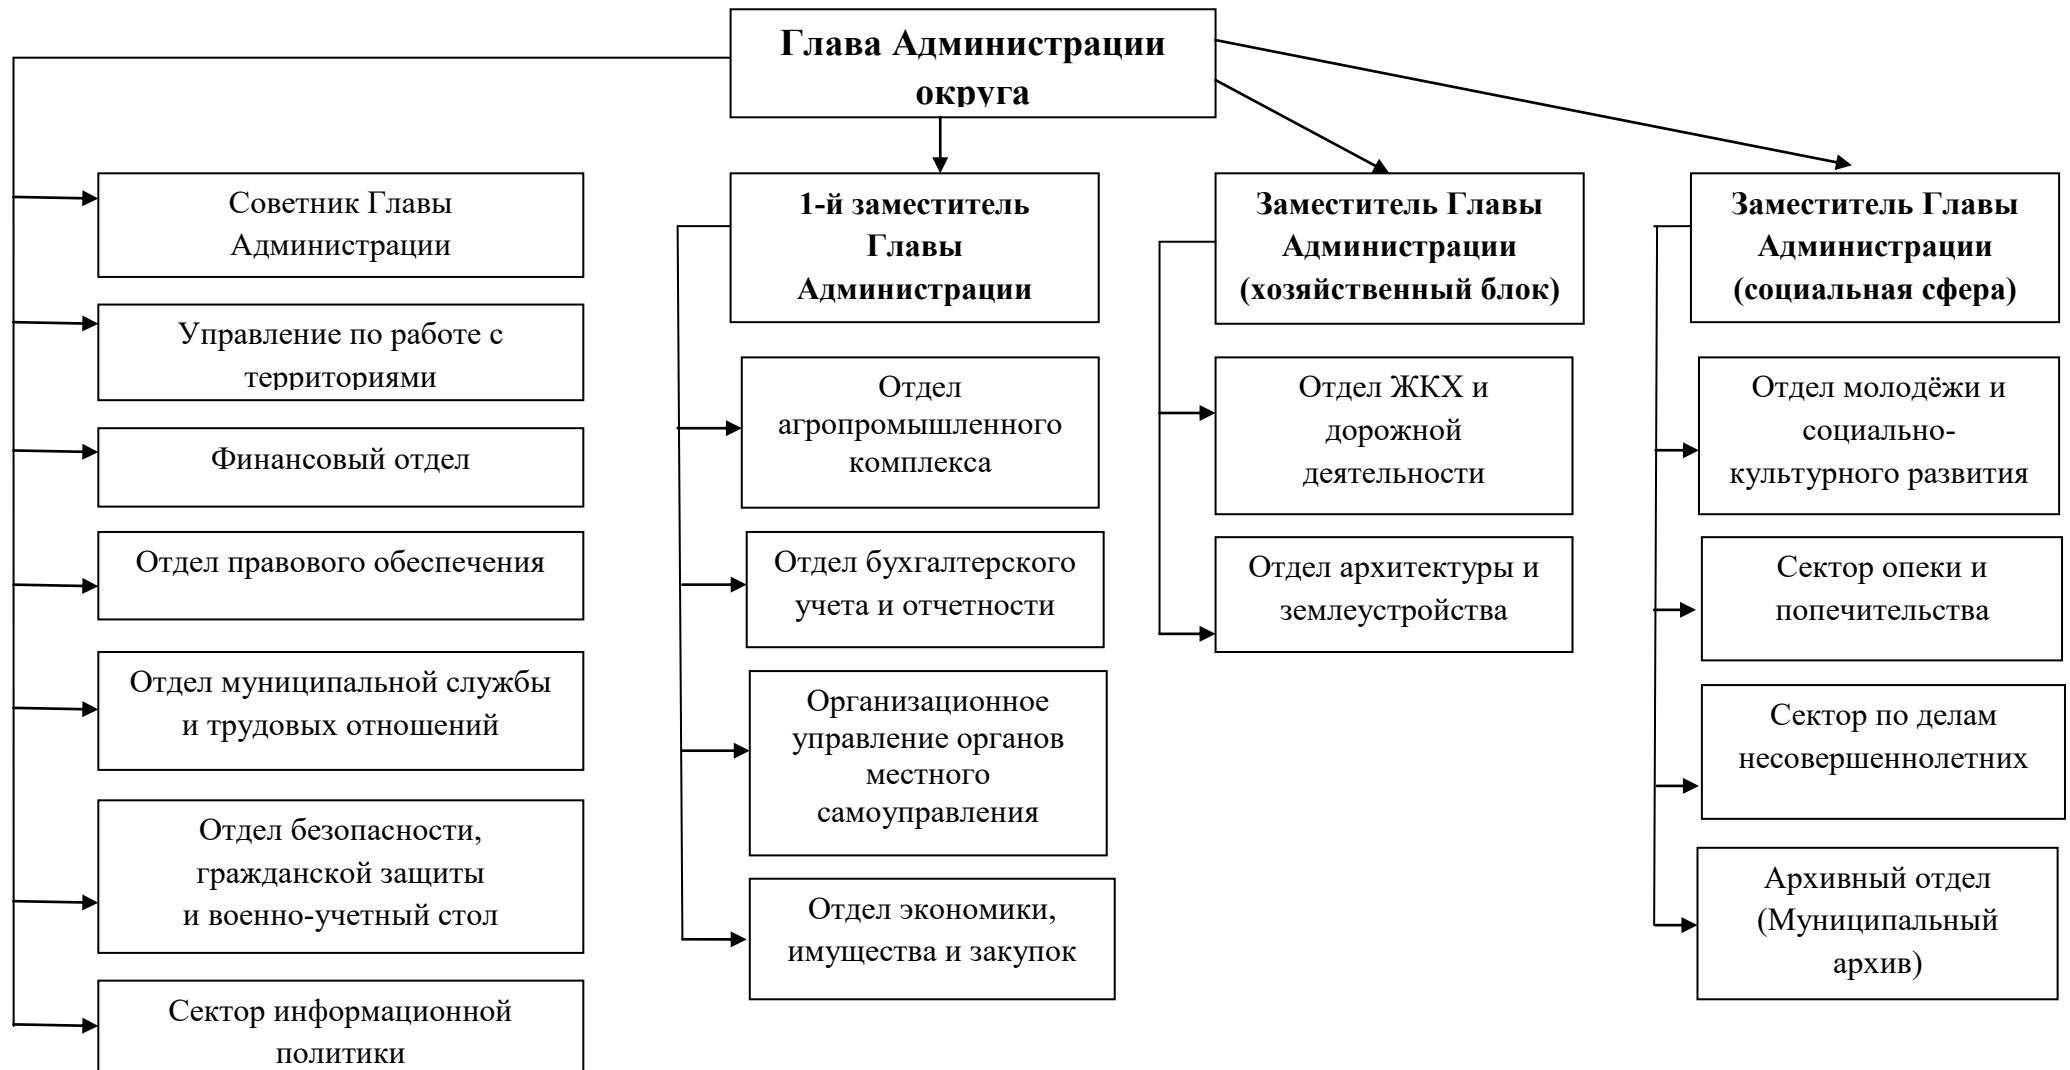 Глава Администрации
округа
Советник Главы
Администрации
Управление по работе с
территориями
Финансовый отдел
Отдел правового обеспечения
Отдел муниципальной службы
и трудовых отношений
Отдел безопасности,
гражданской защиты
и военно-учетный стол
Сектор информационной
политики
1-й заместитель
Главы
Администрации
Отдел
агропромышленного
комплекса
Отдел бухгалтерского
учета и отчетности
Организационное
управление органов
местного
самоуправления
Отдел экономики,
имущества и закупок
Заместитель Главы
Администрации
(хозяйственный блок)
Отдел ЖКХ и
дорожной
деятельности
Отдел архитектуры и
землеустройства
Заместитель Главы
Администрации
(социальная сфера)
Отдел молодёжи и
социально-
культурного развития
Сектор опеки и
попечительства
Сектор по делам
несовершеннолетних
Архивный отдел
(Муниципальный
архив)